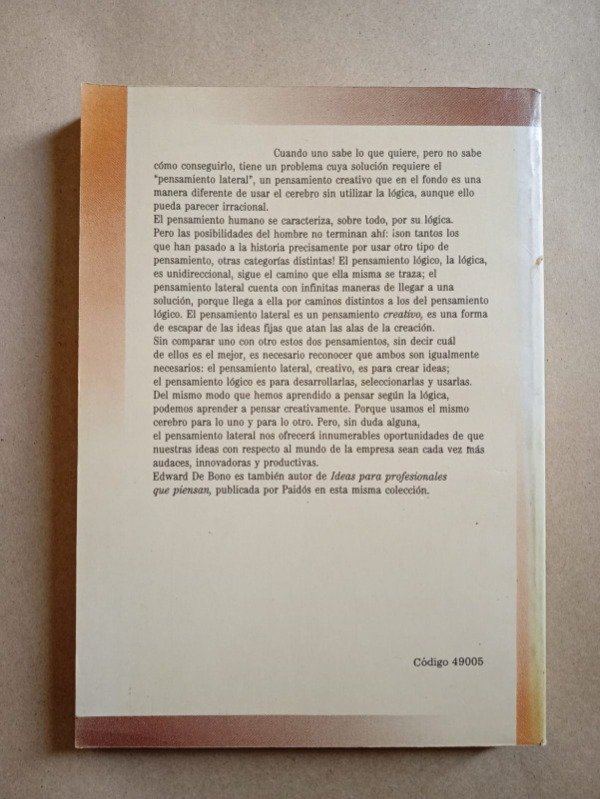 Cuando uno sabe lo que quiere, pero no sabe
cómo conseguirlo, tiene un problema cuya solución requiere el
"pensamiento lateral", un pensamiento creativo que en el fondo es una
manera diferente de usar el cerebro sin utilizar la lógica, aunque ello
pueda parecer irracional.
El pensamiento humano se caracteriza, sobre todo, por su lógica.
Pero las posibilidades del hombre no terminan ahí: ¡son tantos los
que han pasado a la historia precisamente por usar otro tipo de
pensamiento, otras categorías distintas! El pensamiento lógico, la lógica,
es unidireccional, sigue el camino que ella misma se traza; el
pensamiento lateral cuenta con infinitas maneras de llegar a una
solución, porque llega a ella por caminos distintos a los del pensamiento
lógico. El pensamiento lateral es un pensamiento creativo, es una forma
de escapar de las ideas fijas que atan las alas de la creación.
Sin comparar uno con otro estos dos pensamientos, sin decir cuál
de ellos es el mejor, es necesario reconocer que ambos son igualmente
necesarios: el pensamiento lateral, creativo, es para crear ideas;
el pensamiento lógico es para desarrollarlas, seleccionarlas y usarlas.
Del mismo modo que hemos aprendido a pensar según la lógica,
podemos aprender a pensar creativamente. Porque usamos el mismo
cerebro para lo uno y para lo otro. Pero, sin duda alguna,
el pensamiento lateral nos ofrecerá innumerables oportunidades de que
nuestras ideas con respecto al mundo de la empresa sean cada vez más
audaces, innovadoras y productivas.
Edward De Bono es también autor de Ideas para profesionales
que piensan, publicada por Paidós en esta misma colección.
Código 49005